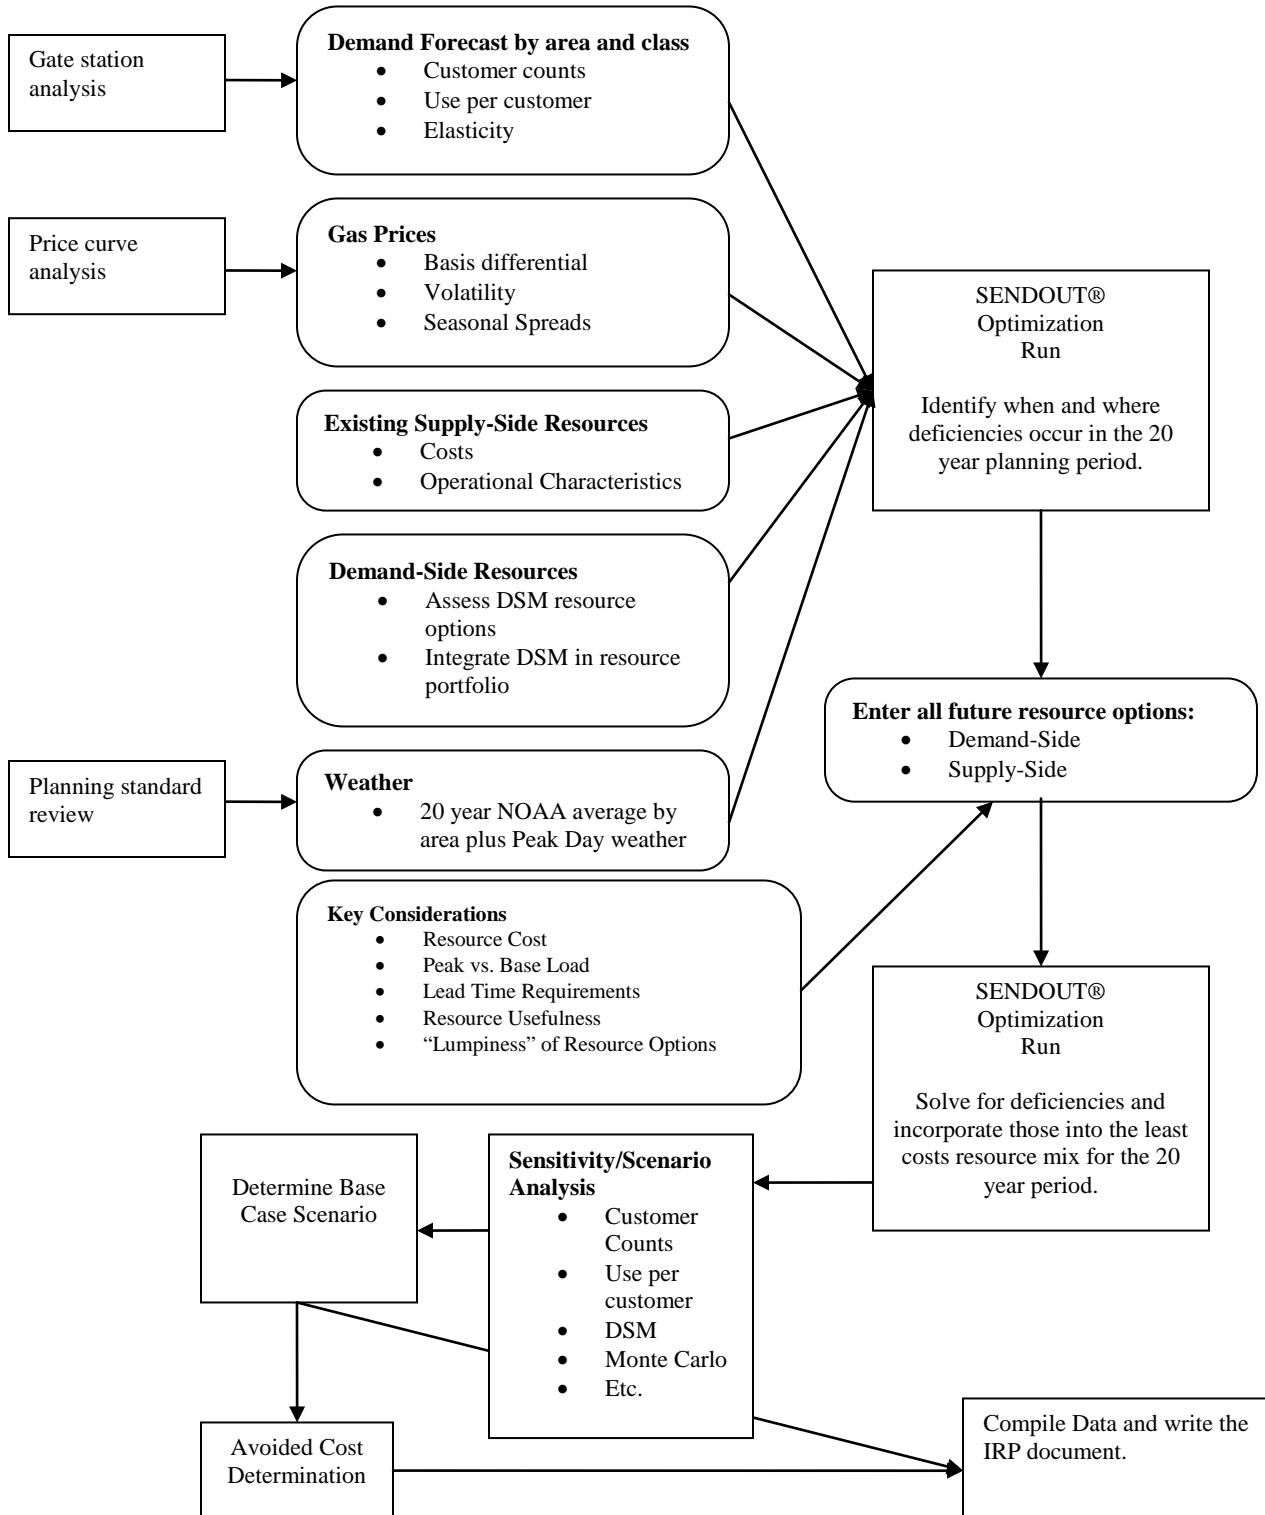 Gate station
analysis
Demand Forecast by area and class
• Customer counts
• Use per customer
• Elasticity
Price curve
analysis
Gas Prices
• Basis differential
• Volatility
• Seasonal Spreads
Existing Supply-Side Resources
• Costs
• Operational Characteristics
Demand-Side Resources
• Assess DSM resource
options
• Integrate DSM in resource
portfolio
Planning standard
review
Weather
• 20 year NOAA average by
area plus Peak Day weather
Key Considerations
• Resource Cost
• Peak vs. Base Load
• Lead Time Requirements
• Resource Usefulness
• “Lumpiness” of Resource Options
SENDOUT®
Optimization
Run
Identify when and where
deficiencies occur in the 20
year planning period.
Enter all future resource options:
• Demand-Side
• Supply-Side
SENDOUT®
Optimization
Run
Solve for deficiencies and
incorporate those into the least
costs resource mix for the 20
year period.
Sensitivity/Scenario
Analysis
• Customer
Counts
• Use per
customer
• DSM
• Monte Carlo
• Etc.
Determine Base
Case Scenario
Avoided Cost
Determination
Compile Data and write the
IRP document.